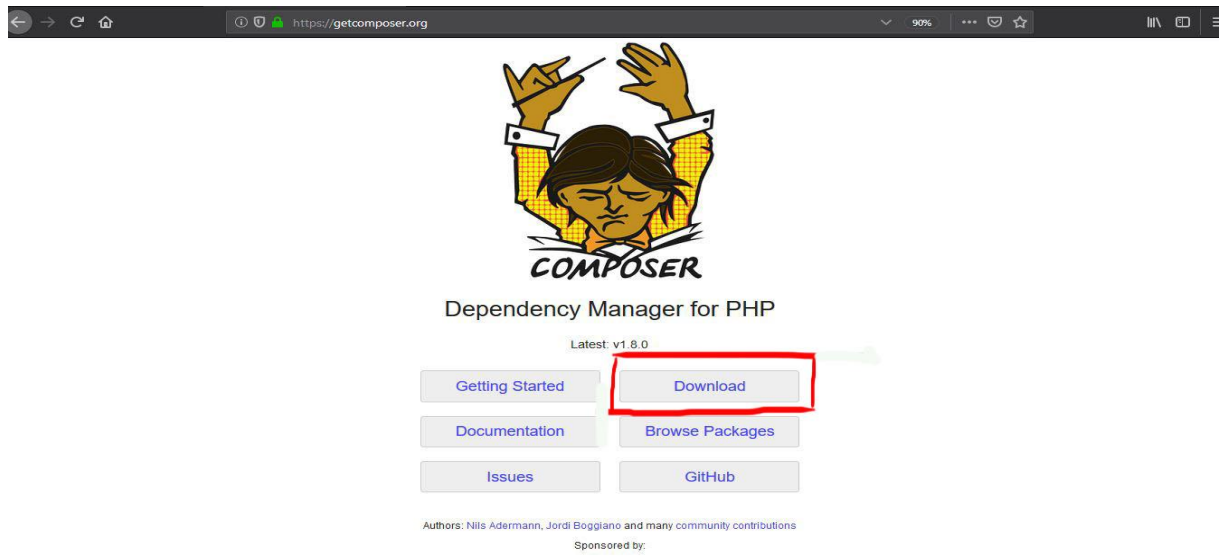 https://getcomposer.org
90%
COMPOSER
Dependency Manager for PHP
Latest: v1.8.0
Getting Started
Download
Documentation
Browse Packages
Issues
GitHub
Authors: Nils Adermann, Jordi Boggiano and many community contributions
Sponsored by: